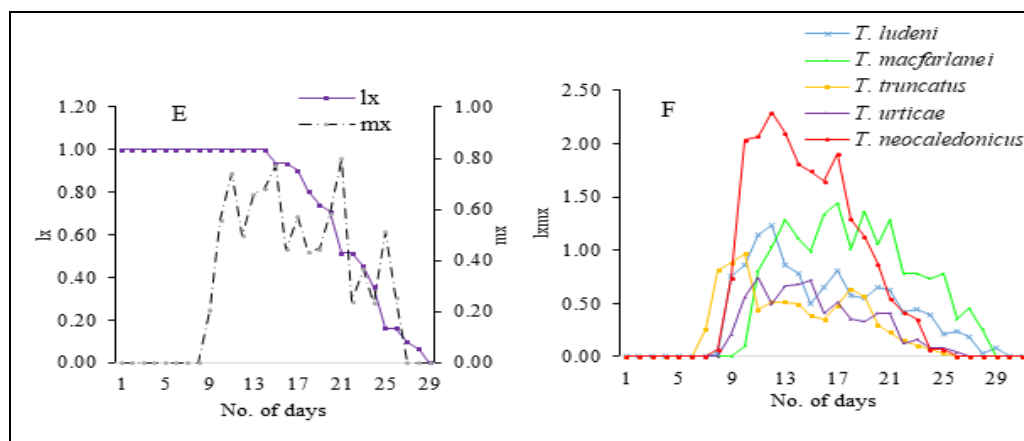 E
lx
mx
1.20
1.00
0.80
0.60
0.40
0.20
0.00
lx
1.00
0.80
0.60
0.40
0.20
0.00
mx
1 5 9 13 17 21 25 29
No. of days
F
T. ludeni
T. macfarlanei
T. truncatus
T. urticae
T. neocaledonicus
2.50
2.00
1.50
1.00
0.50
0.00
lxmx
1 5 9 13 17 21 25 29
No. of days